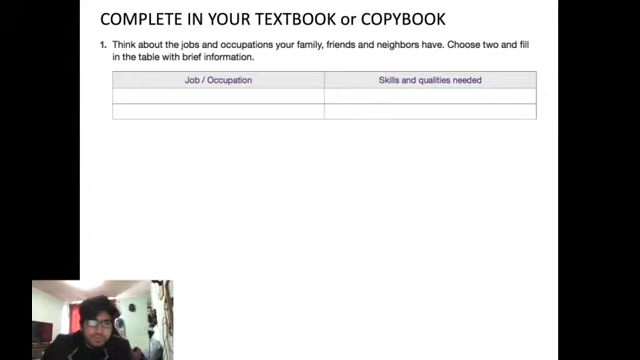 COMPLETE IN YOUR TEXTBOOK or COPYBOOK
1. Think about the jobs and occupations your family, friends and neighbors have. Choose two and fill
in the table with brief information.
Job / Occupation
Skills and qualities needed